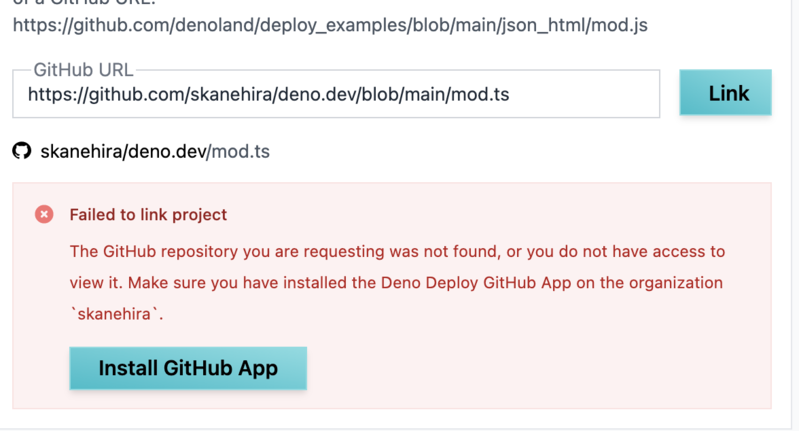 of a GitHub URL:
https://github.com/denoland/deploy_examples/blob/main/json_html/mod.js
GitHub URL
https://github.com/skanehira/deno.dev/blob/main/mod.ts
Link
skanehira/deno.dev/mod.ts
Failed to link project
The GitHub repository you are requesting was not found, or you do not have access to
view it. Make sure you have installed the Deno Deploy GitHub App on the organization
`skanehira`.
Install GitHub App